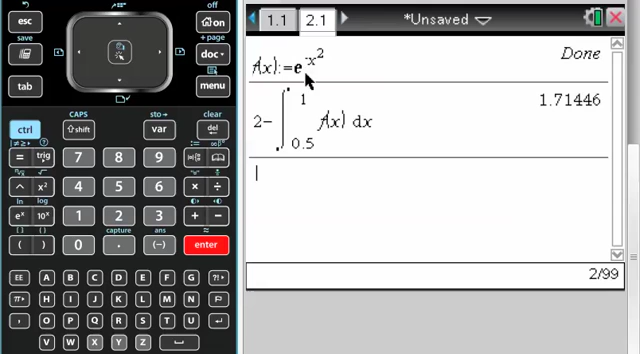 off
esc
on
save
+ page
doc
tab
menu
CAPS
sto
clear
ctrl
shift
var
del
=
trig
7
8
9
^
x²
4
5
6
×
÷
ln
log
eˣ
10ˣ
1
2
3
+
−
{ }
capture
ans
≈
(
)
0
.
(−)
enter
EE
A
B
C
D
E
F
G
?!
π
H
I
J
K
L
M
N
,
O
P
Q
R
S
T
U
V
W
X
Y
Z
1.1
2.1
*Unsaved
f(x):=e^-x²
Done
2−∫ 1 0.5 f(x) dx
1.71446
2/99